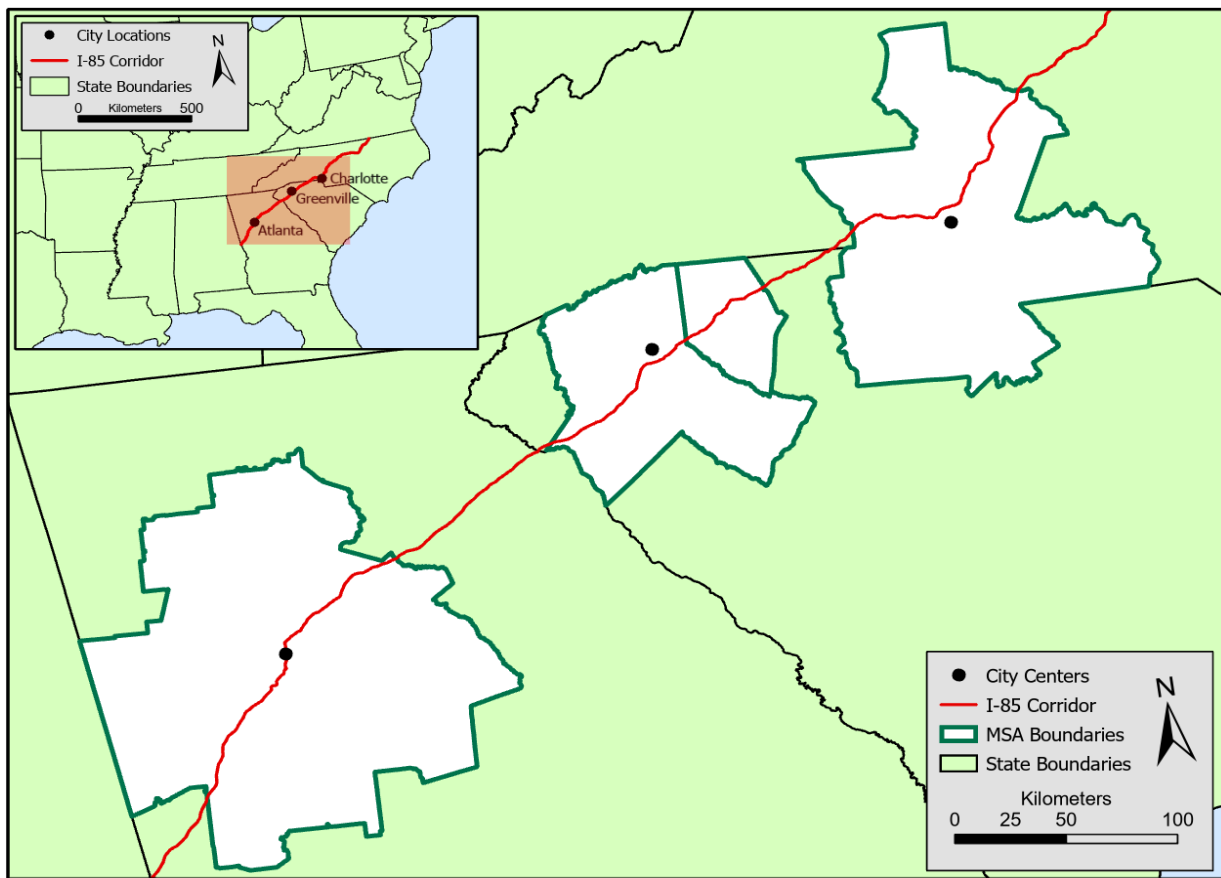 City Locations
I-85 Corridor
State Boundaries
N
0 Kilometers 500
Charlotte
Greenville
Atlanta
City Centers
I-85 Corridor
MSA Boundaries
State Boundaries
N
Kilometers
0 25 50 100